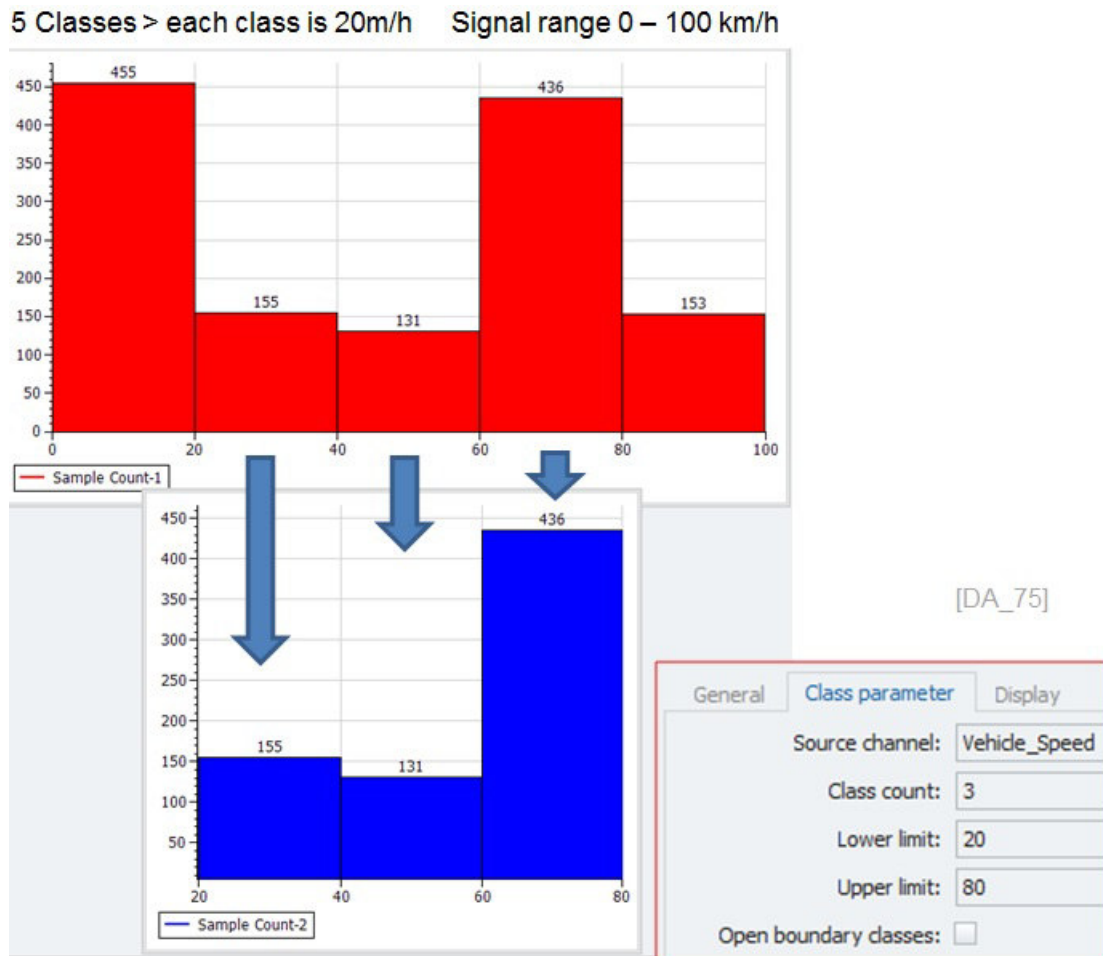 5 Classes > each class is 20m/h Signal range 0 – 100 km/h
455
436
155
131
153
450
400
350
300
250
200
150
100
50
0
0 20 40 60 80 100
Sample Count-1
436
155
131
450
400
350
300
250
200
150
100
50
20 40 60 80
Sample Count-2
[DA_75]
General Class parameter Display
Source channel: Vehicle_Speed
Class count: 3
Lower limit: 20
Upper limit: 80
Open boundary classes: